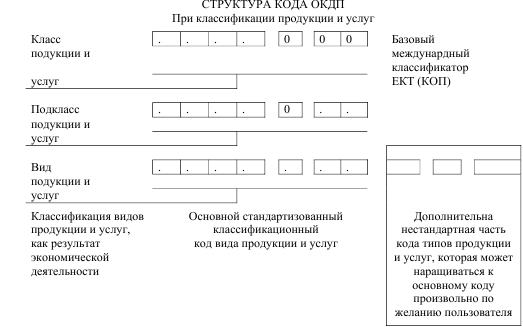 СТРУКТУРА КОДА ОКДП
При классификации продукции и услуг
Класс
подукции и
услуг
. . . . 0 0 0
Базовый
международный
классификатор
ЕКТ (КОП)
Подкласс
подукции и
услуг
. . . . 0 . .
Вид
подукции и
услуг
. . . . . . .
Классификация видов
продукции и услуг,
как результат
экономической
деятельности
Основной стандартизованный
классификационный
код вида продукции и услуг
Дополнительна
нестандартная часть
кода типов продукции
и услуг, которая может
наращиваться к
основному коду
произвольно по
желанию пользователя